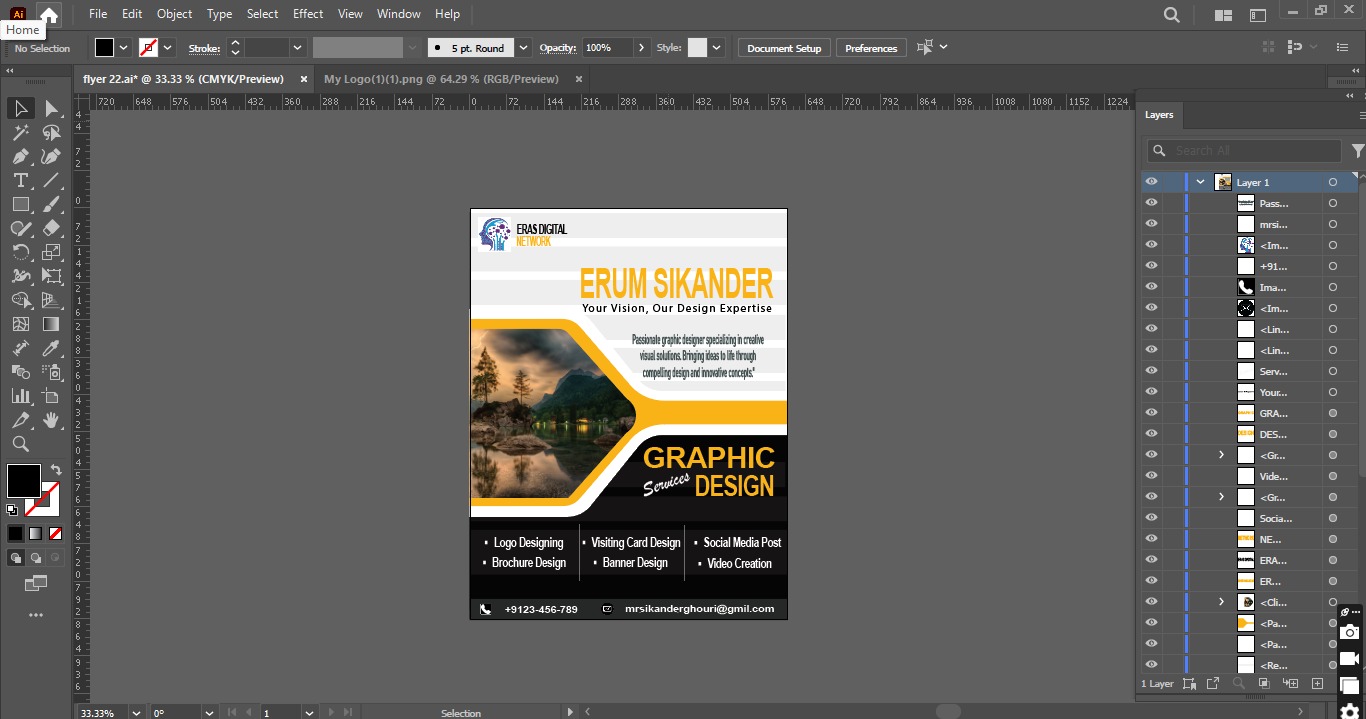 Ai
File Edit Object Type Select Effect View Window Help
Home
No Selection
Stroke:
5 pt. Round
Opacity: 100%
Style:
Document Setup
Preferences
flyer 22.ai* @ 33.33 % (CMYK/Preview) ×
My Logo(1)(1).png @ 64.29 % (RGB/Preview) ×
720 648 576 504 432 360 288 216 144 72 0 72 144 216 288 360 432 504 576 648 720 792 864 936 1008 1080 1152 1224
ERAS DIGITAL
NETWORK
ERUM SIKANDER
Your Vision, Our Design Expertise
Passionate graphic designer specializing in creative
visual solutions. Bringing ideas to life through
compelling design and innovative concepts."
GRAPHIC
Services DESIGN
• Logo Designing
• Brochure Design
• Visiting Card Design
• Banner Design
• Social Media Post
• Video Creation
+9123-456-789
mrsikanderghouri@gmil.com
Layers
Search All
Layer 1
Pass...
mrsi...
<Im...
+91...
Ima...
<Im...
<Lin...
<Lin...
Serv...
Your...
GRA...
DES...
<Gr...
Vide...
<Gr...
Socia...
NE...
ERA...
ER...
<Cli...
<Pa...
<Pa...
<Re...
1 Layer
33.33%
0°
1
Selection